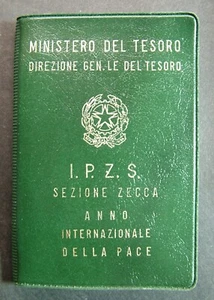 MINISTERO DEL TESORO
DIREZIONE GEN.LE DEL TESORO
I.P.Z.S.
SEZIONE ZECCA
ANNO
INTERNAZIONALE
DELLA PACE